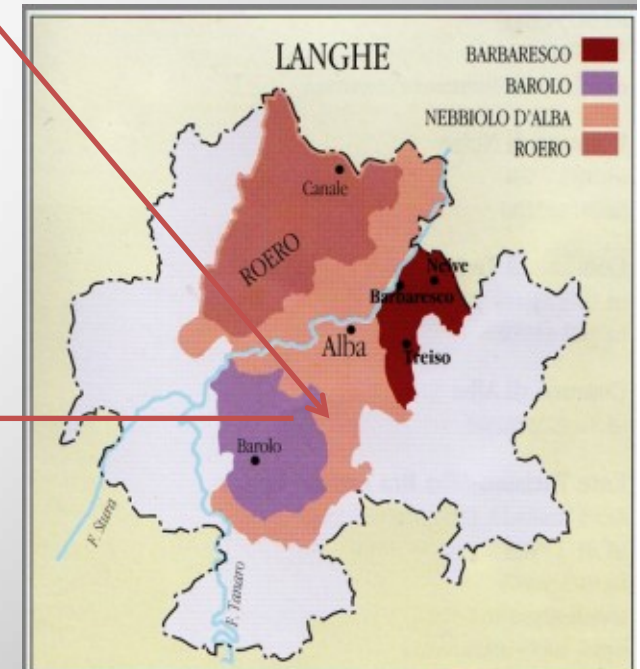 LANGHE
BARBARESCO
BAROLO
NEBBIOLO D'ALBA
ROERO
Canale
ROERO
Neive
Barbaresco
Alba
Treiso
Barolo
F. Stura
F. Tanaro